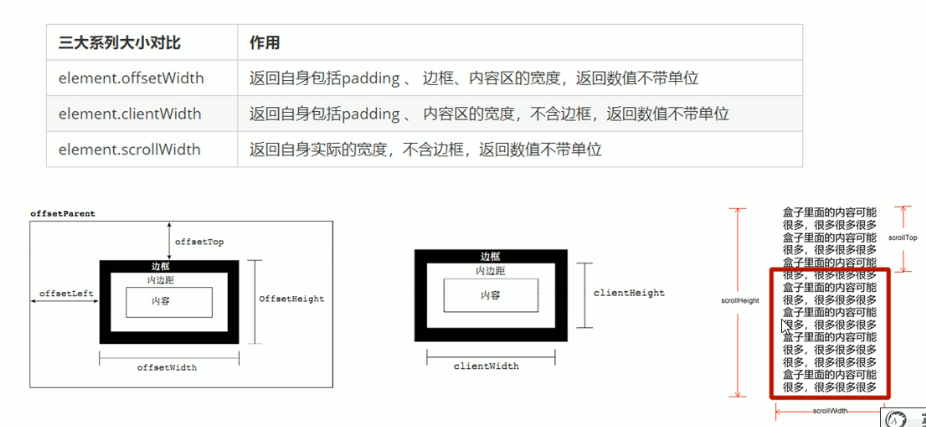 三大系列大小对比 作用
element.offsetWidth 返回自身包括padding 、 边框、内容区的宽度，返回数值不带单位
element.clientWidth 返回自身包括padding 、 内容区的宽度，不含边框，返回数值不带单位
element.scrollWidth 返回自身实际的宽度，不含边框，返回数值不带单位
offsetParent
offsetTop
边框
内边距
内容
offsetLeft
OffsetHeight
offsetWidth
边框
内边距
内容
clientHeight
clientWidth
盒子里面的内容可能
很多，很多很多很多
盒子里面的内容可能
很多，很多很多很多
盒子里面的内容可能
很多，很多很多很多
盒子里面的内容可能
很多，很多很多很多
盒子里面的内容可能
很多，很多很多很多
盒子里面的内容可能
很多，很多很多很多
很多，很多很多很多
盒子里面的内容可能
很多，很多很多很多
scrollTop
scrollHeight
scrollWidth